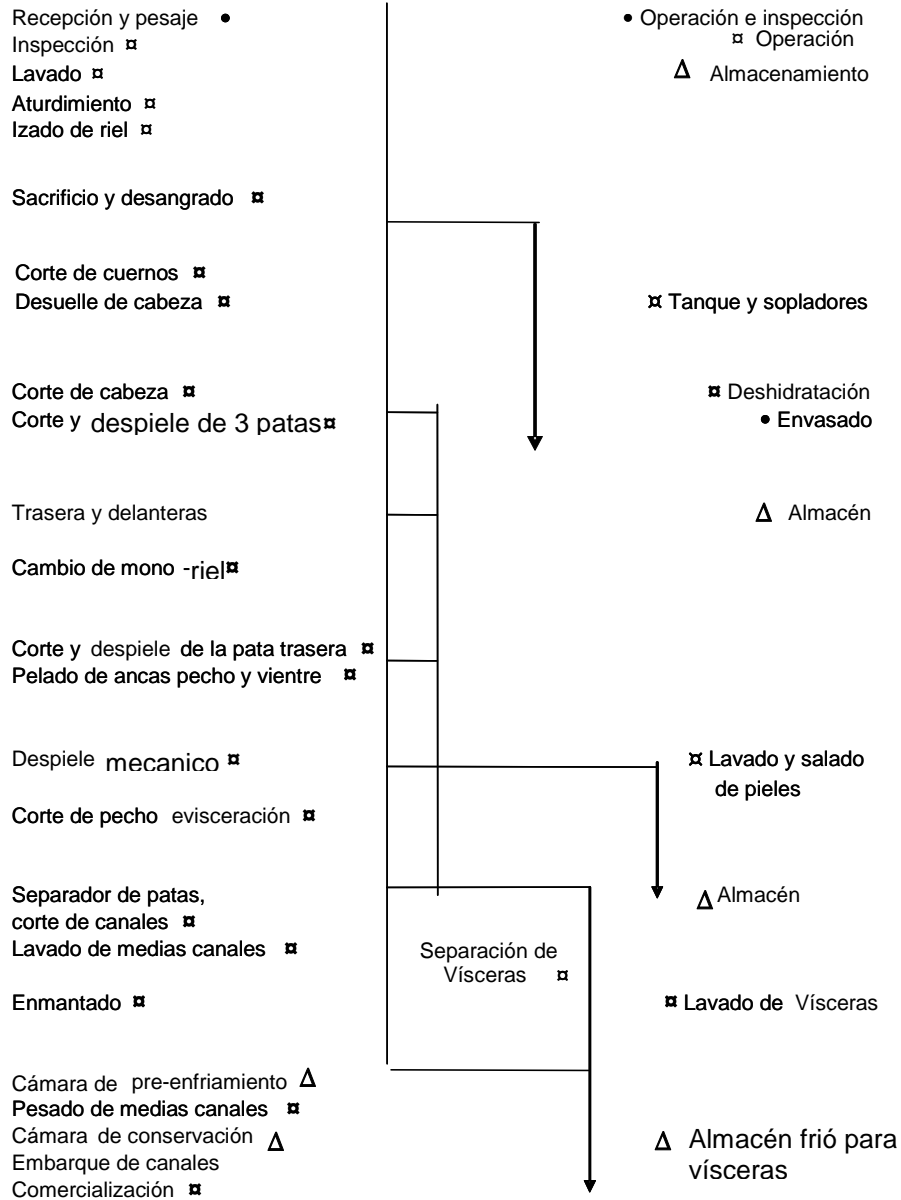 Recepción y pesaje •
• Operación e inspección
Inspección ¤
¤ Operación
Lavado ¤
Δ Almacenamiento
Aturdimiento ¤
Izado de riel ¤
Sacrificio y desangrado ¤
Corte de cuernos ¤
Desuelle de cabeza ¤
¤ Tanque y sopladores
Corte de cabeza ¤
¤ Deshidratación
Corte y despiele de 3 patas¤
• Envasado
Trasera y delanteras
Δ Almacén
Cambio de mono -riel¤
Corte y despiele de la pata trasera ¤
Pelado de ancas pecho y vientre ¤
Despiele mecanico ¤
¤ Lavado y salado
de pieles
Corte de pecho evisceración ¤
Separador de patas,
corte de canales ¤
Δ Almacén
Lavado de medias canales ¤
Separación de
Vísceras ¤
Enmantado ¤
¤ Lavado de Vísceras
Cámara de pre-enfriamiento Δ
Pesado de medias canales ¤
Cámara de conservación Δ
Embarque de canales
Comercialización ¤
Δ Almacén frió para
vísceras